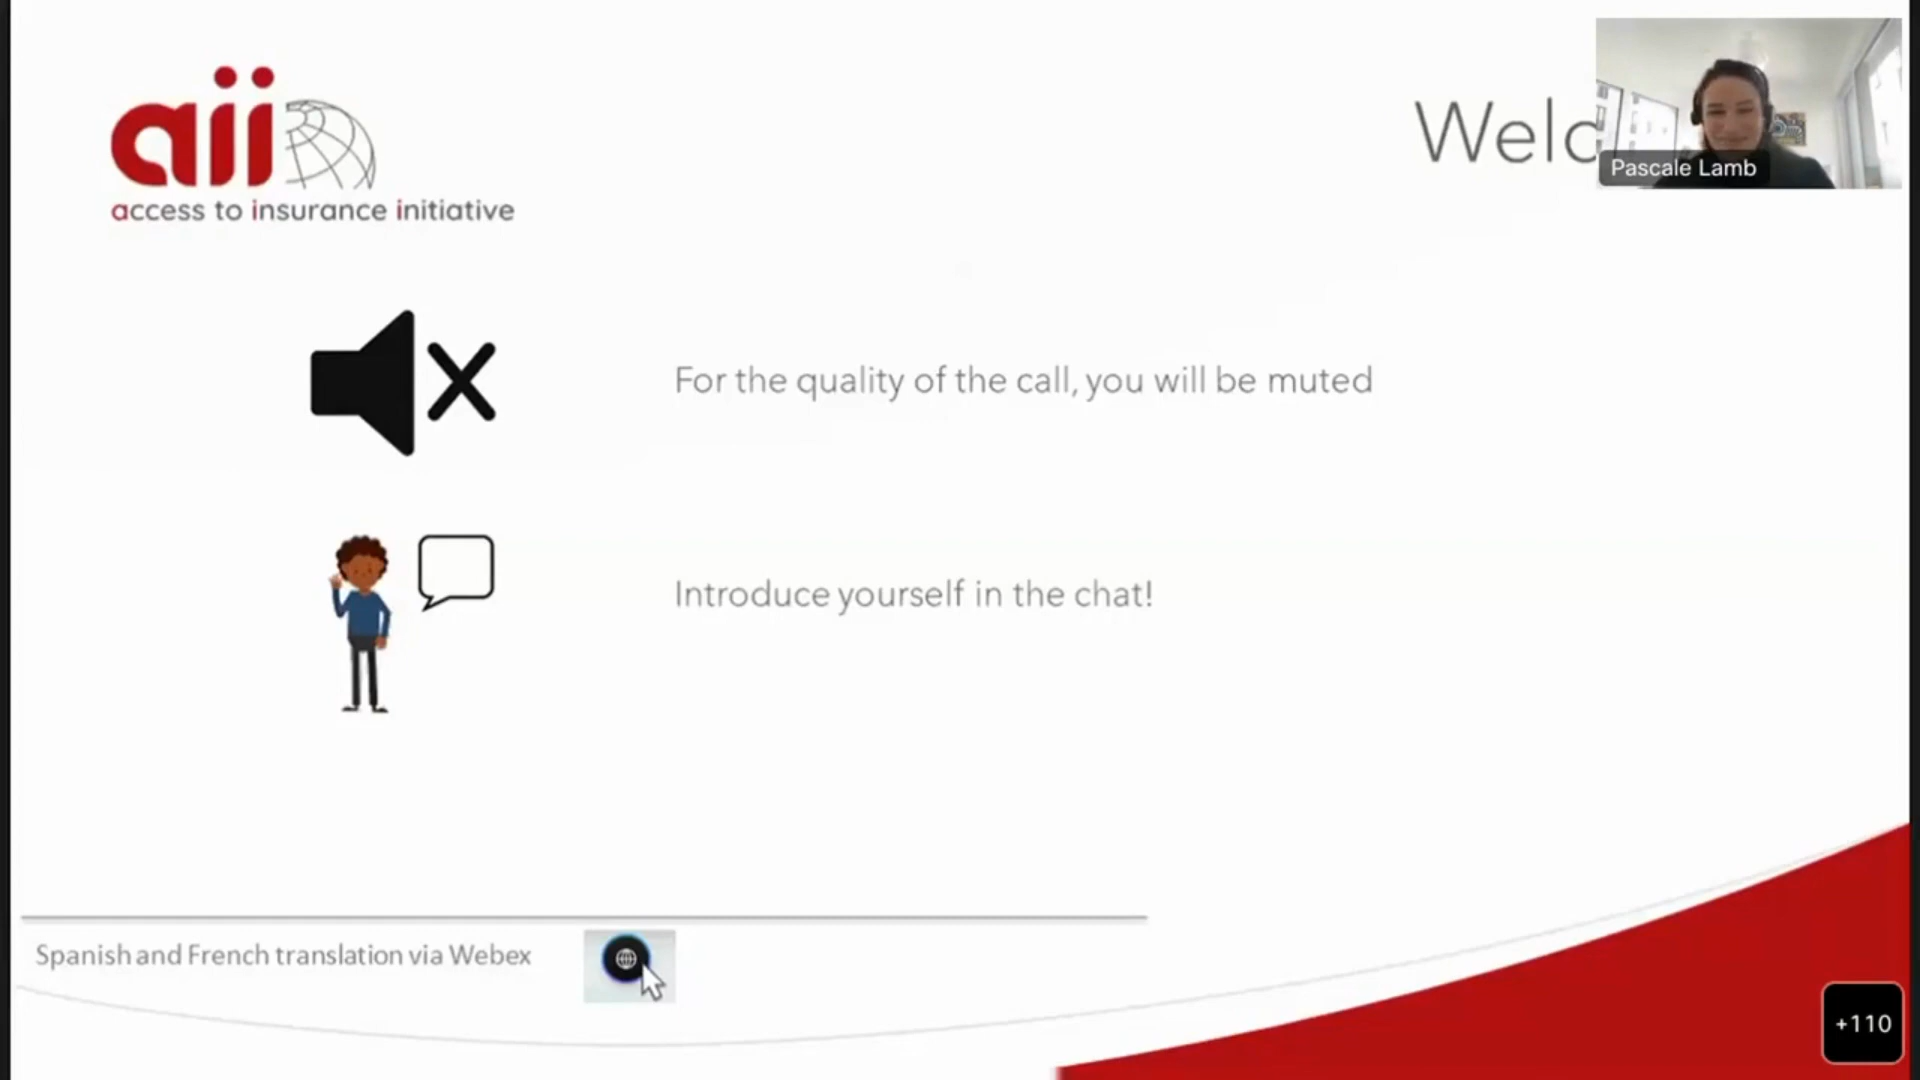 aii
access to insurance initiative
Welc
Pascale Lamb
For the quality of the call, you will be muted
Introduce yourself in the chat!
Spanish and French translation via Webex
+110